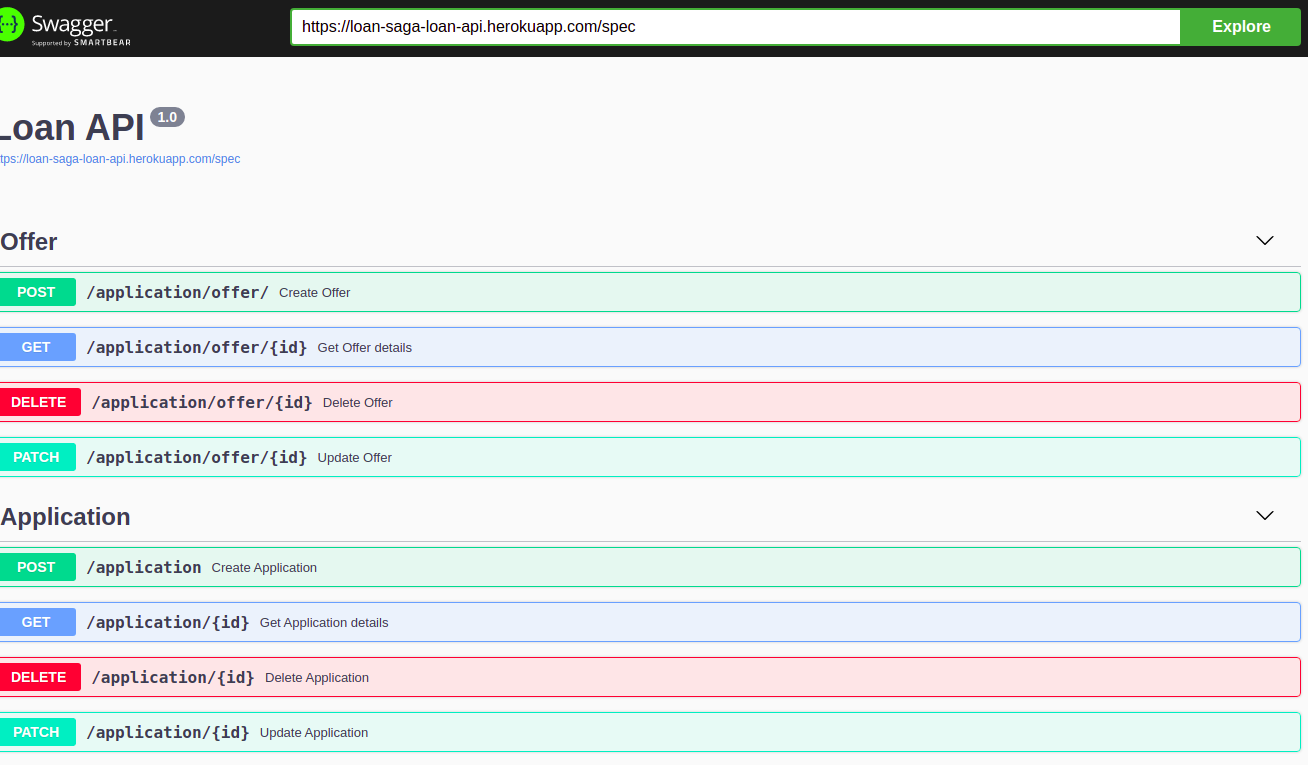 Swagger
Supported by SMARTBEAR
https://loan-saga-loan-api.herokuapp.com/spec
Explore
Loan API 1.0
tps://loan-saga-loan-api.herokuapp.com/spec
Offer
POST /application/offer/ Create Offer
GET /application/offer/{id} Get Offer details
DELETE /application/offer/{id} Delete Offer
PATCH /application/offer/{id} Update Offer
Application
POST /application Create Application
GET /application/{id} Get Application details
DELETE /application/{id} Delete Application
PATCH /application/{id} Update Application